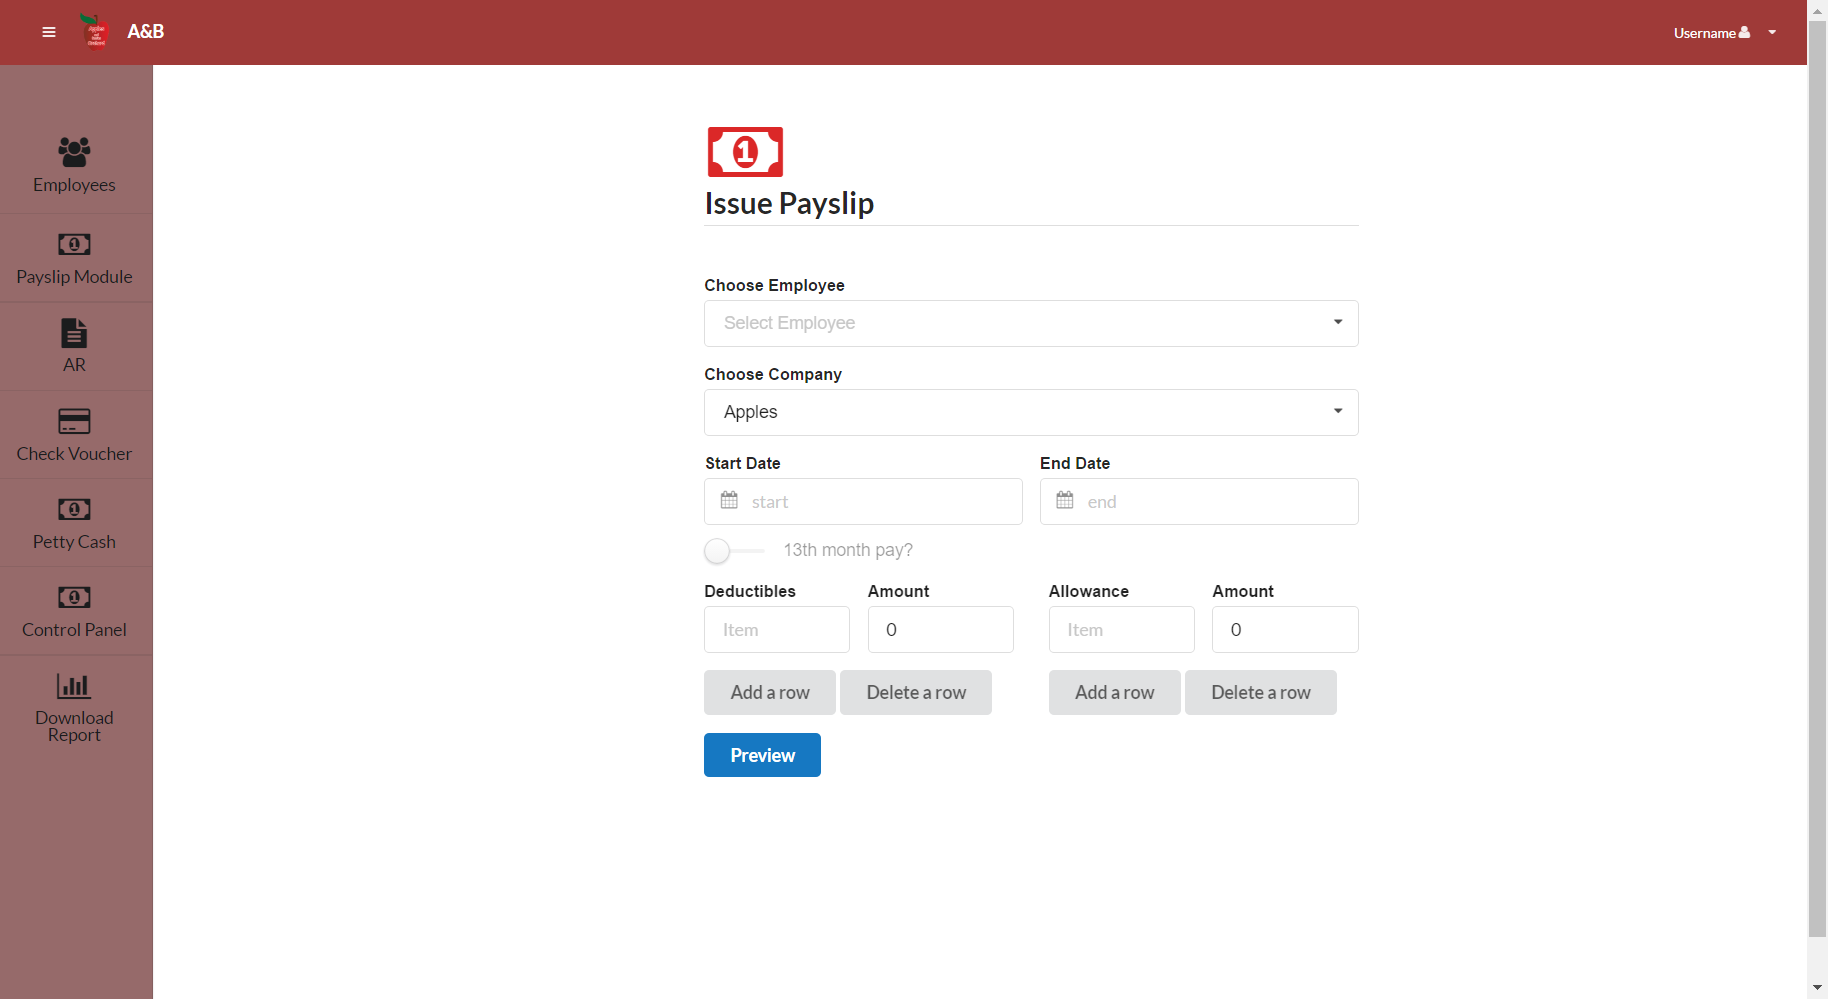 A&B
Username
Employees
Payslip Module
AR
Check Voucher
Petty Cash
Control Panel
Download
Report
Issue Payslip
Choose Employee
Select Employee
Choose Company
Apples
Start Date End Date
start end
13th month pay?
Deductibles Amount Allowance Amount
Item 0 Item 0
Add a row Delete a row Add a row Delete a row
Preview